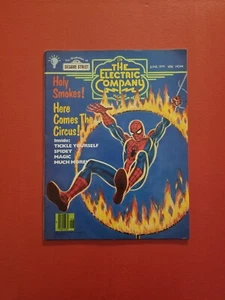 SESAME STREET
THE
ELECTRIC
COMPANY
Holy
Smokes!
Here
Comes The
Circus!
Inside:
TICKLE YOURSELF
SPIDEY
MAGIC
MUCH MORE!